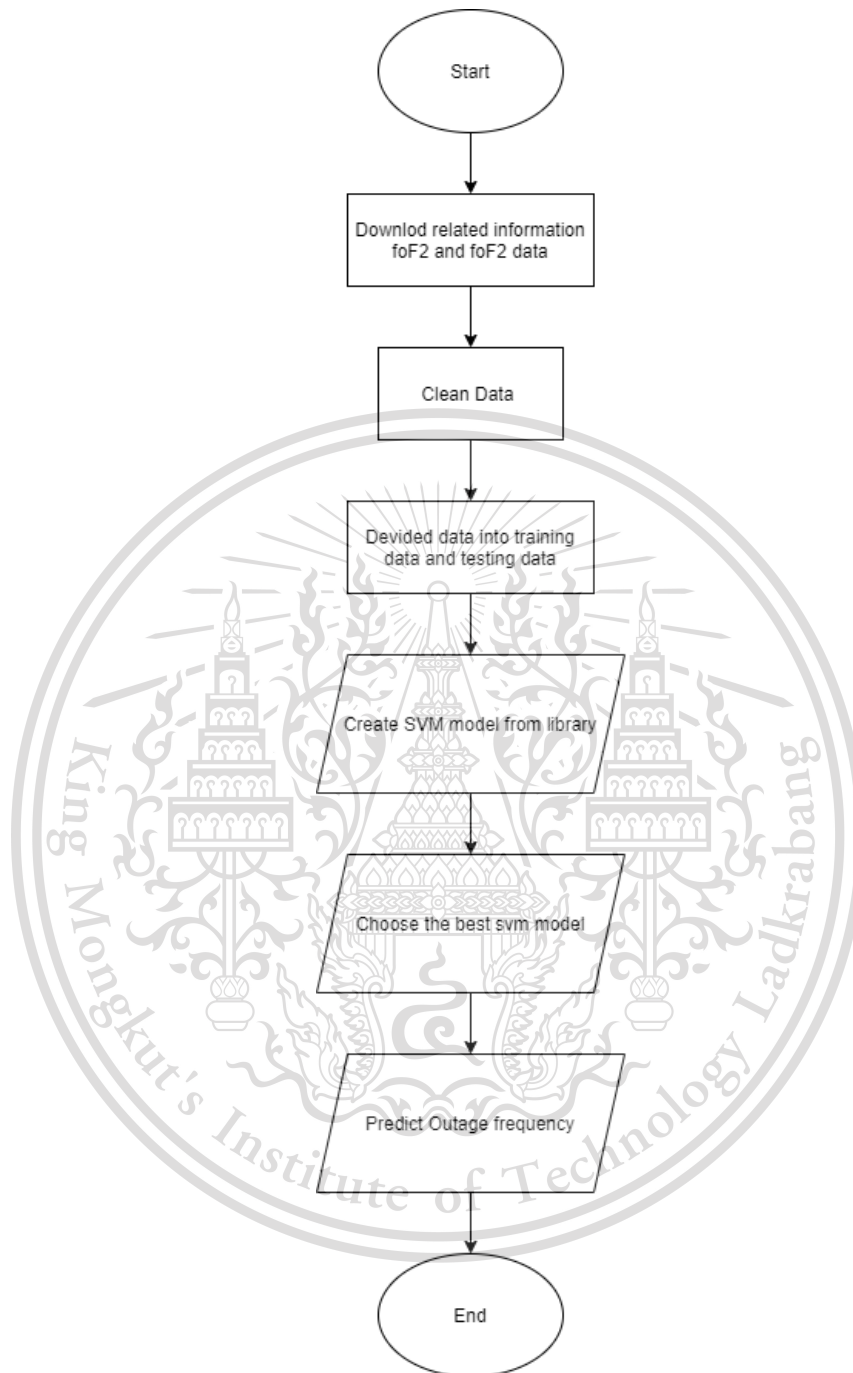 Start
Downlod related information
foF2 and foF2 data
Clean Data
Devided data into training
data and testing data
Create SVM model from library
Choose the best svm model
Predict Outage frequency
End
King Mongkut's Institute of Technology Ladkrabang